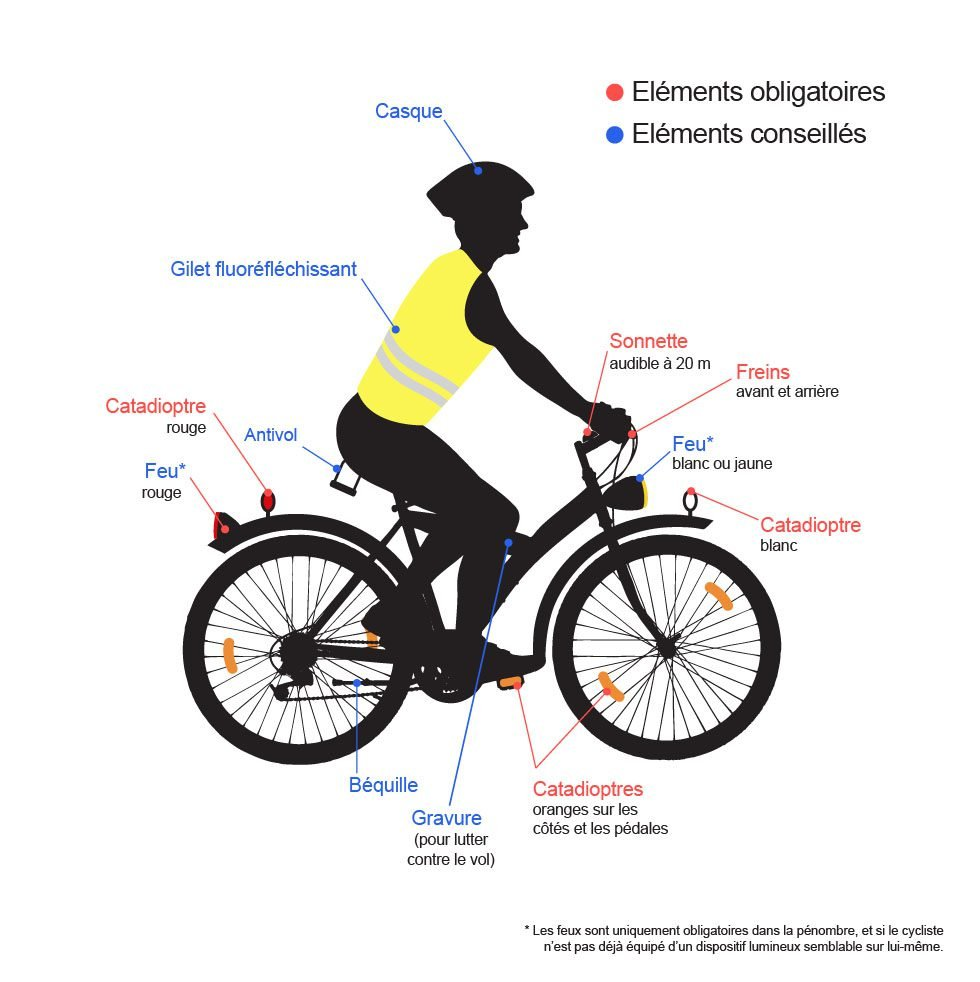 Eléments obligatoires
Eléments conseillés
Casque
Gilet fluoréfléchissant
Sonnette
audible à 20 m
Freins
avant et arrière
Catadioptre
rouge
Antivol
Feu*
blanc ou jaune
Feu*
rouge
Catadioptre
blanc
Béquille
Catadioptres
oranges sur les
côtés et les pédales
Gravure
(pour lutter
contre le vol)
* Les feux sont uniquement obligatoires dans la pénombre, et si le cycliste
n'est pas déjà équipé d'un dispositif lumineux semblable sur lui-même.